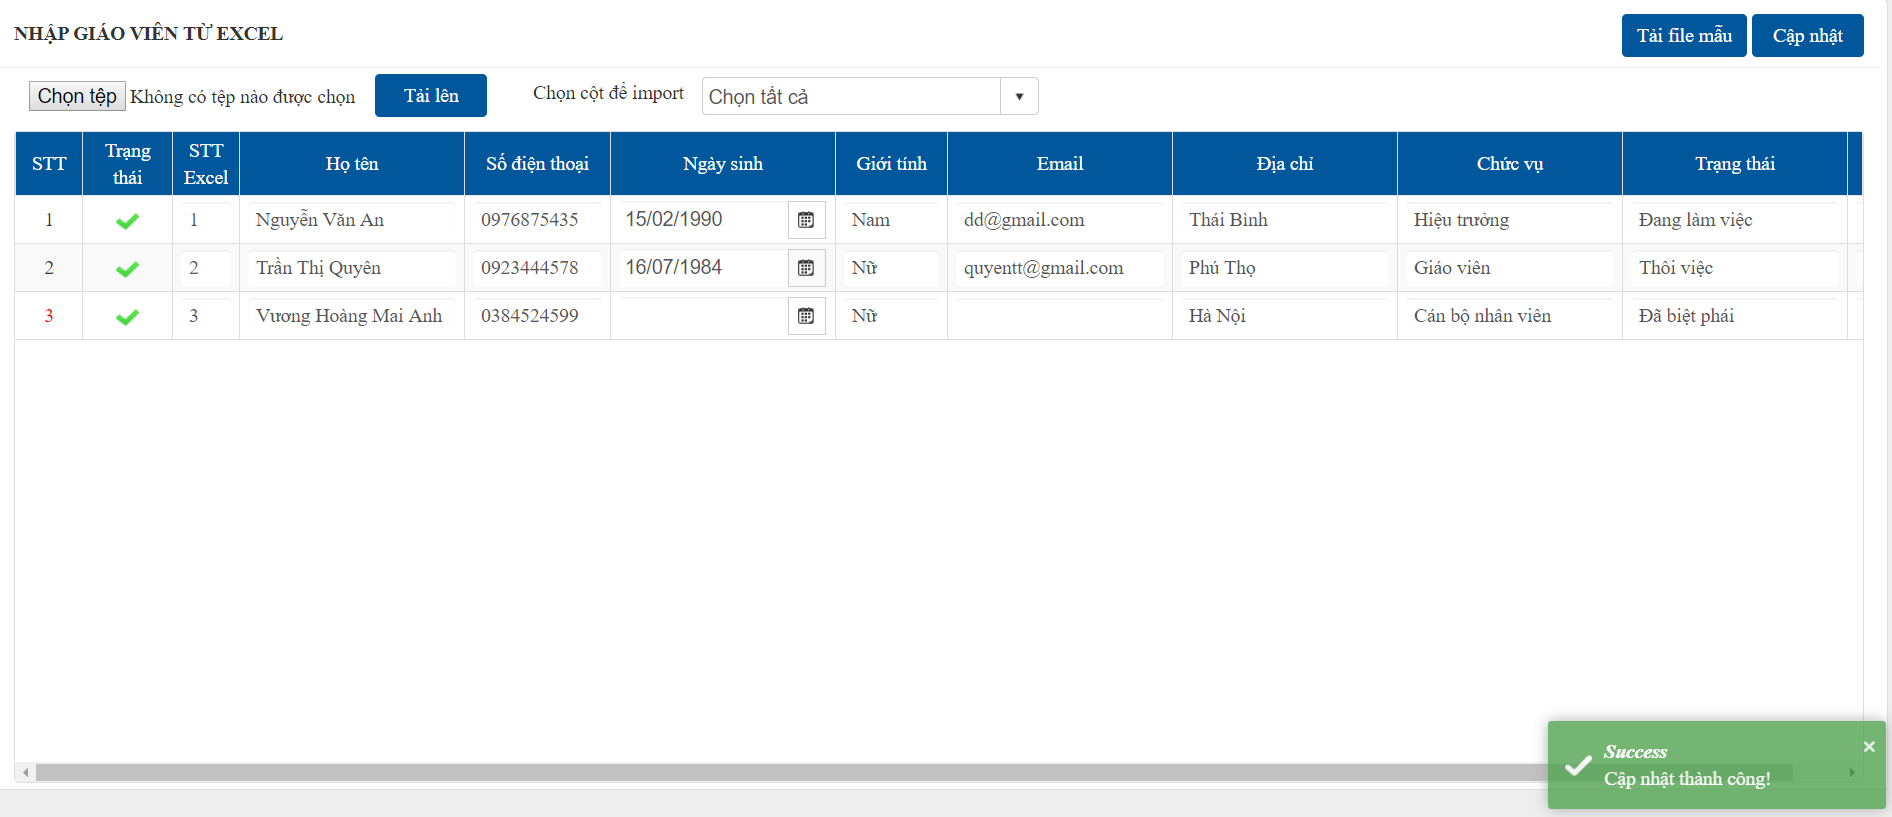 NHẬP GIÁO VIÊN TỪ EXCEL
Tải file mẫu
Cập nhật
Chọn tệp Không có tệp nào được chọn
Tải lên
Chọn cột để import
Chọn tất cả
STT Trạng thái STT Excel Họ tên Số điện thoại Ngày sinh Giới tính Email Địa chỉ Chức vụ Trạng thái
1 1 Nguyễn Văn An 0976875435 15/02/1990 Nam dd@gmail.com Thái Bình Hiệu trưởng Đang làm việc
2 2 Trần Thị Quyên 0923444578 16/07/1984 Nữ quyentt@gmail.com Phú Thọ Giáo viên Thôi việc
3 3 Vương Hoàng Mai Anh 0384524599 Nữ Hà Nội Cán bộ nhân viên Đã biệt phái
Success
Cập nhật thành công!